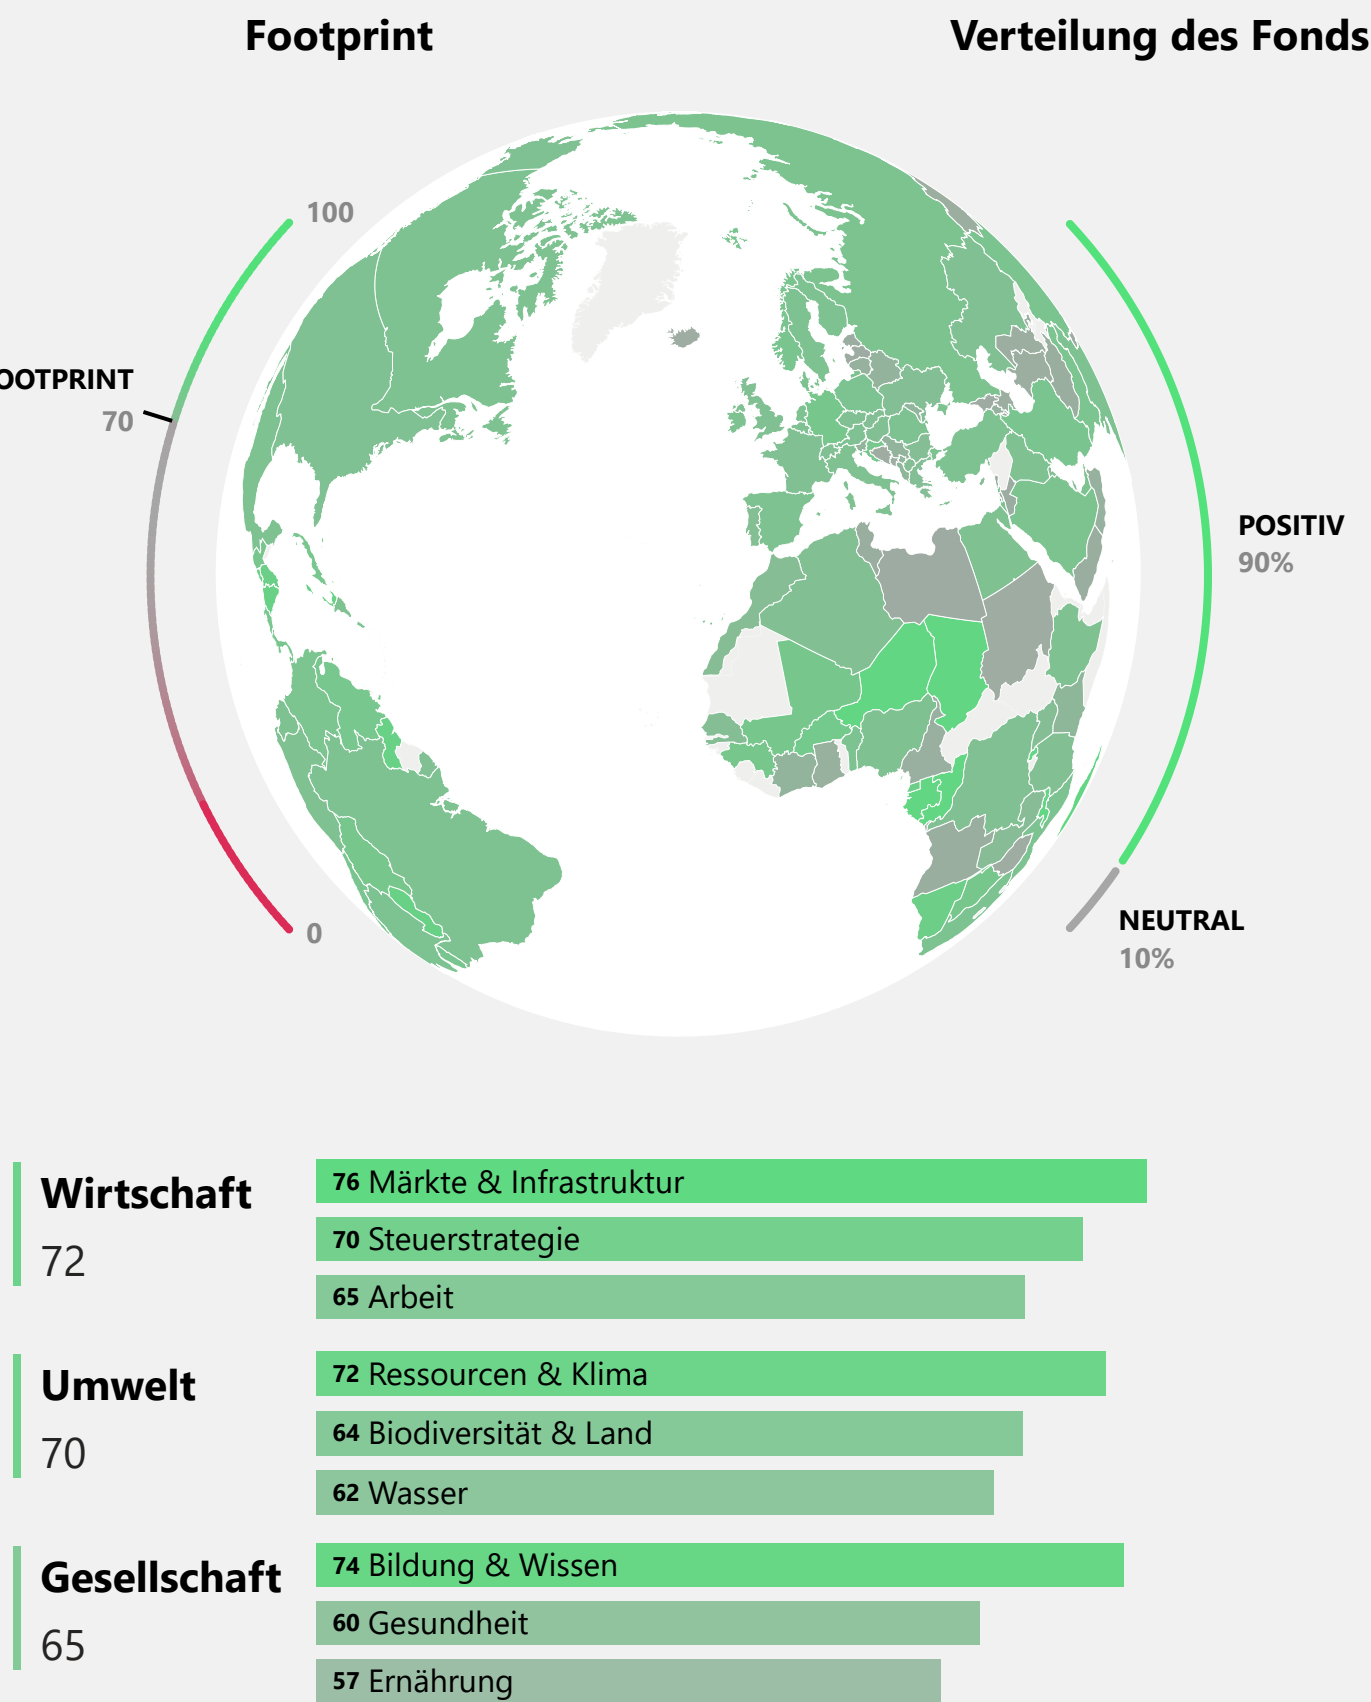 Footprint
Verteilung des Fonds
100
OOTPRINT
70
0
POSITIV
90%
NEUTRAL
10%
Wirtschaft
72
76 Märkte & Infrastruktur
70 Steuerstrategie
65 Arbeit
Umwelt
70
72 Ressourcen & Klima
64 Biodiversität & Land
62 Wasser
Gesellschaft
65
74 Bildung & Wissen
60 Gesundheit
57 Ernährung